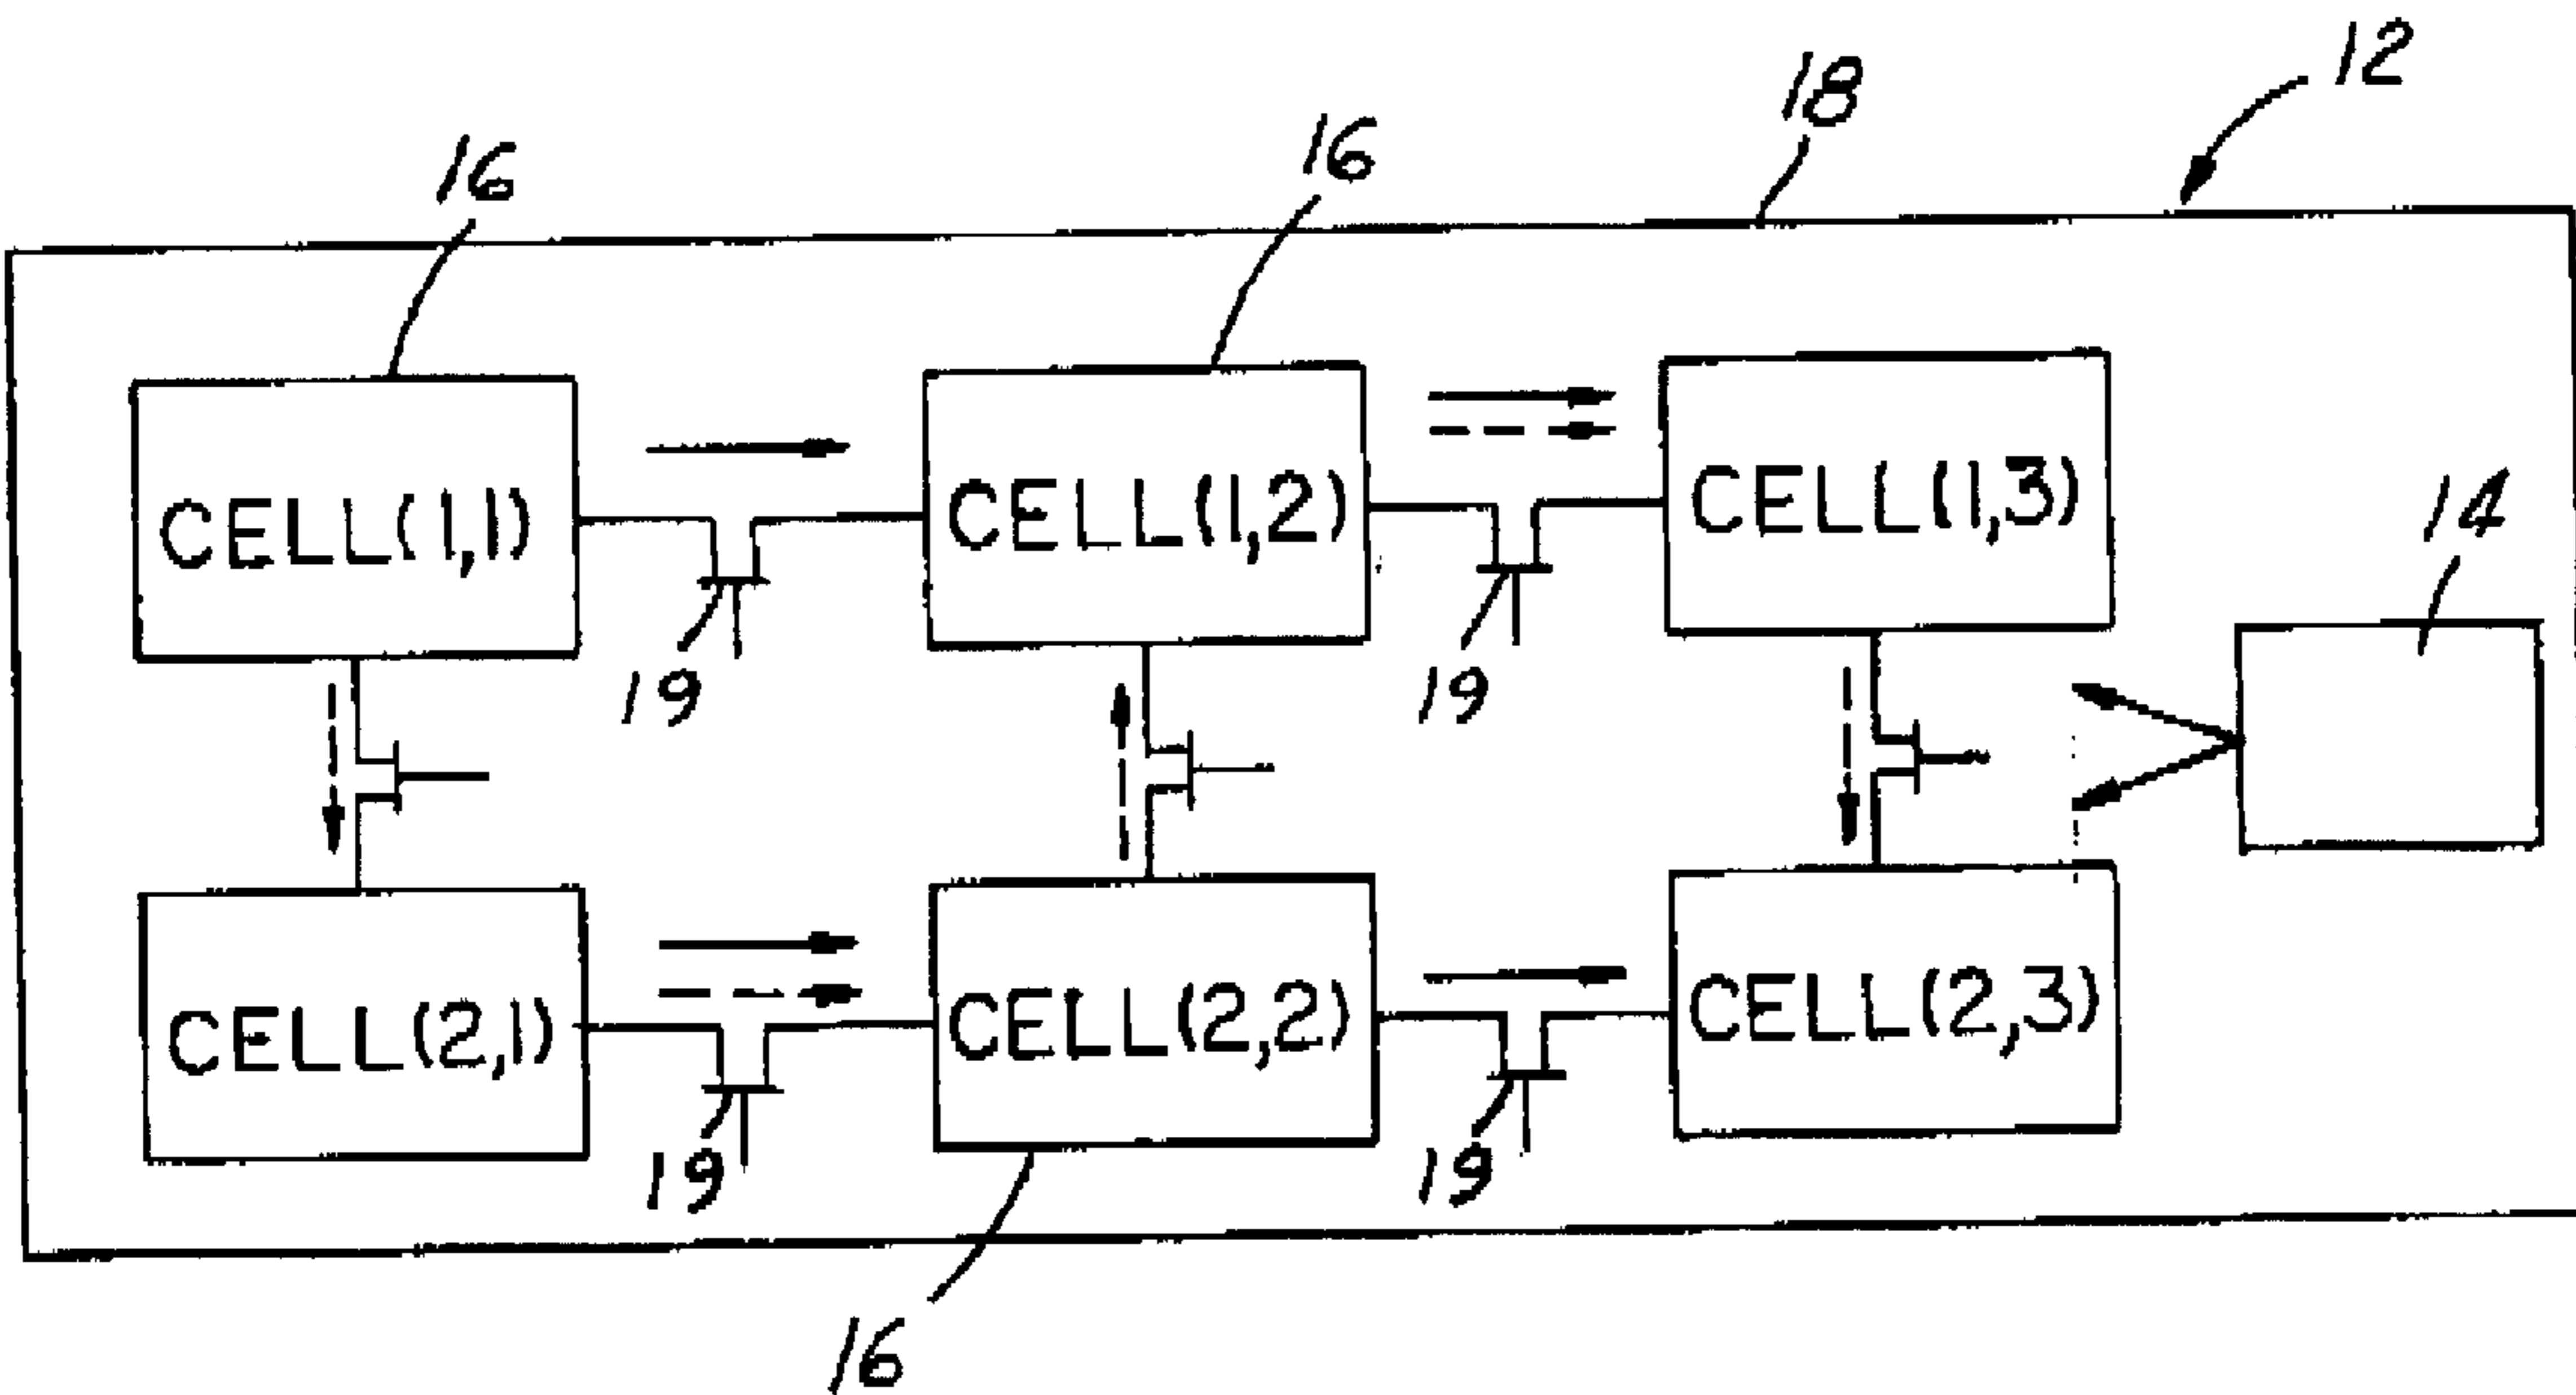 12
18
16
16
CELL(1,1)
CELL(1,2)
CELL(1,3)
14
19
19
CELL(2,1)
CELL(2,2)
CELL(2,3)
19
19
16